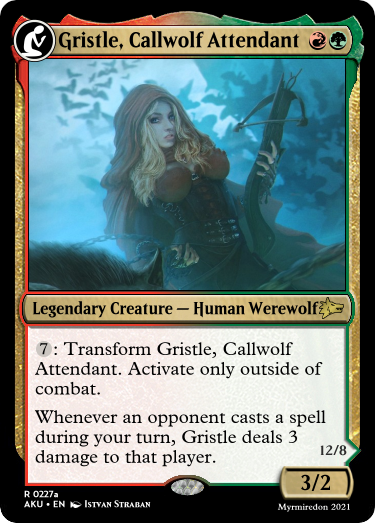 Gristle, Callwolf Attendant
Legendary Creature — Human Werewolf
7: Transform Gristle, Callwolf
Attendant. Activate only outside of
combat.
Whenever an opponent casts a spell
during your turn, Gristle deals 3
damage to that player.
12/8
3/2
R 0227a
AKU • EN Istvan Straban
Myrmiredon 2021